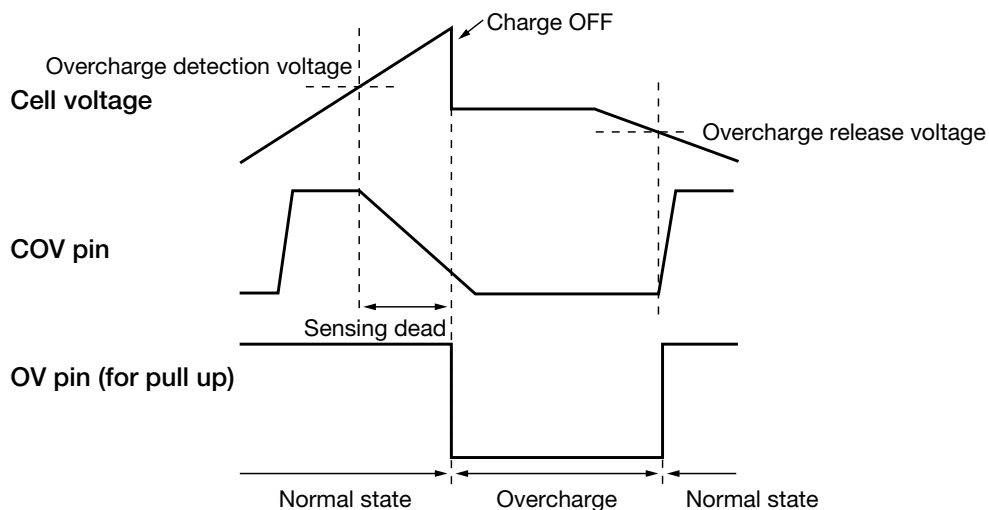 Charge OFF
Overcharge detection voltage
Cell voltage
Overcharge release voltage
COV pin
Sensing dead
OV pin (for pull up)
Normal state
Overcharge
Normal state